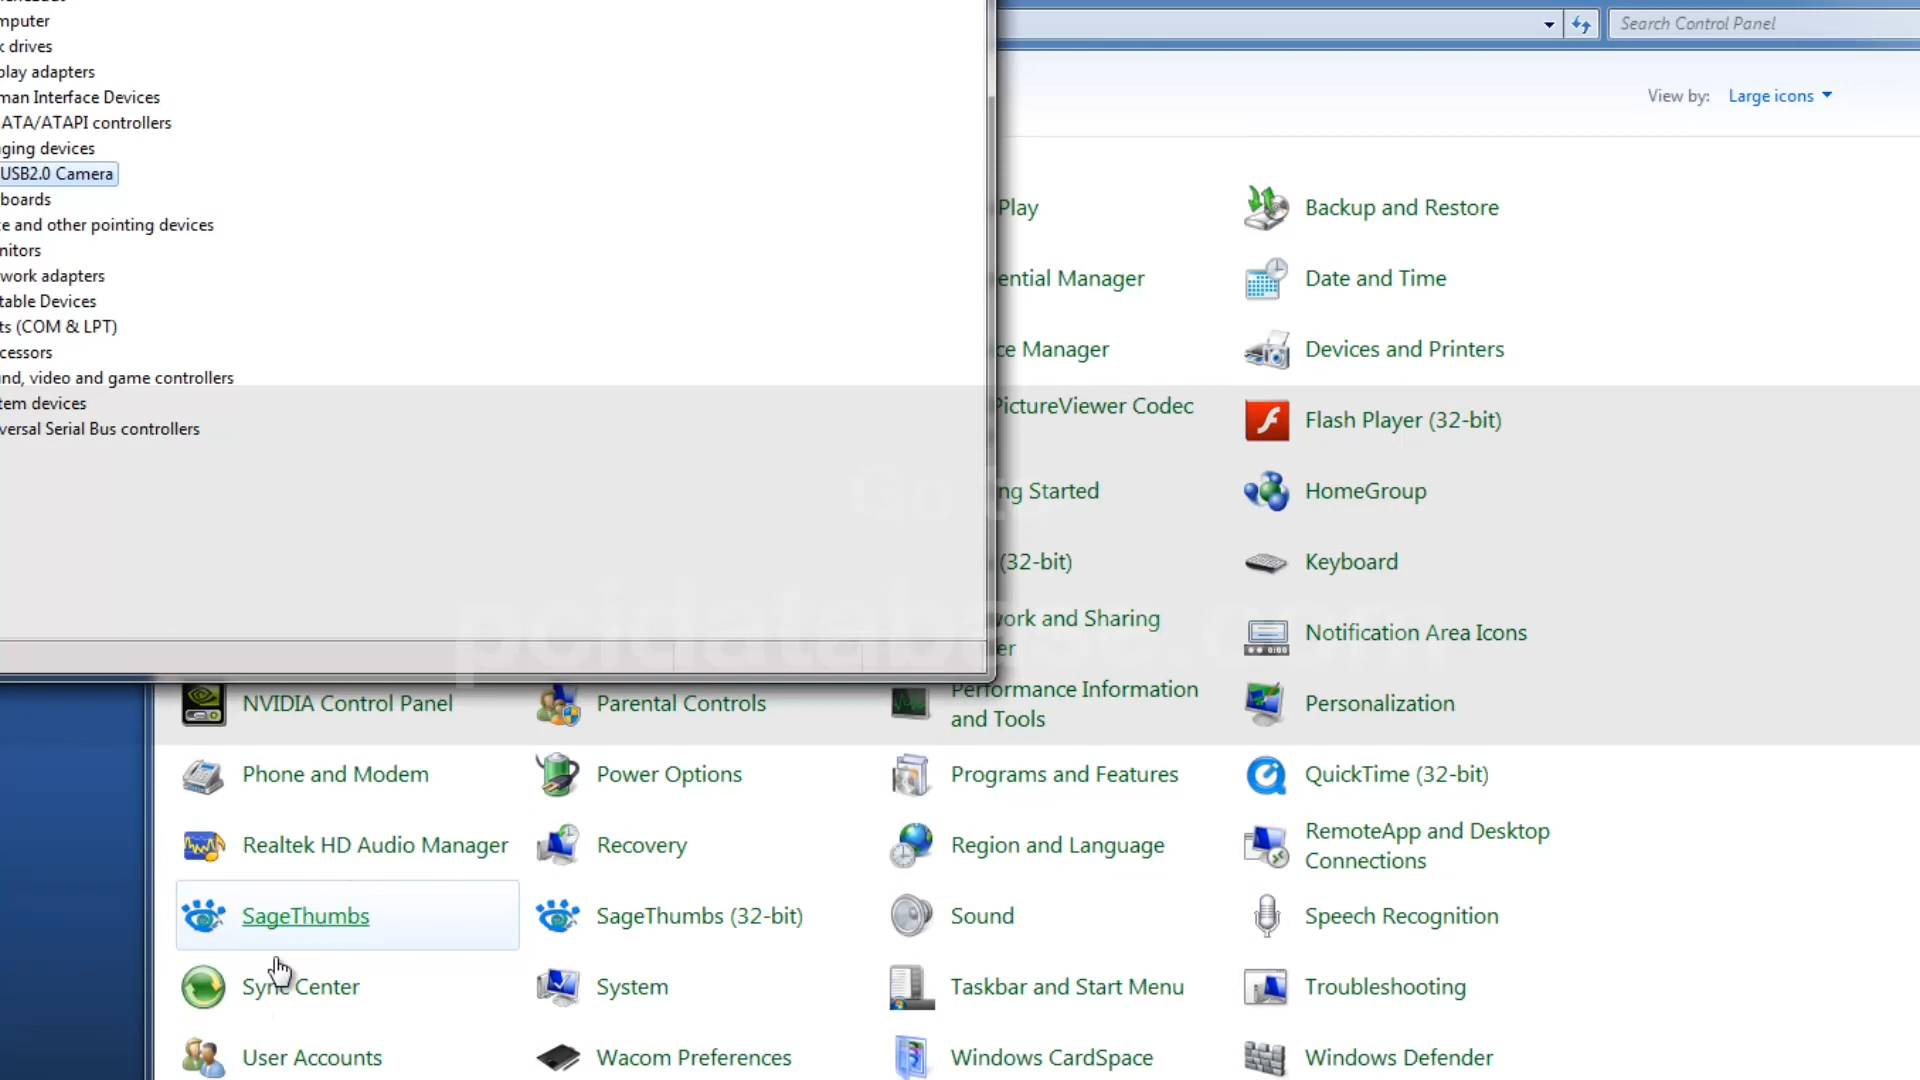 mputer
k drives
play adapters
man Interface Devices
ATA/ATAPI controllers
ging devices
USB2.0 Camera
boards
ce and other pointing devices
nitors
work adapters
table Devices
ts (COM & LPT)
cessors
und, video and game controllers
tem devices
versal Serial Bus controllers
Search Control Panel
View by: Large icons
Play
Backup and Restore
ential Manager
Date and Time
ce Manager
Devices and Printers
PictureViewer Codec
Flash Player (32-bit)
Go to
ng Started
HomeGroup
(32-bit)
Keyboard
pcidatabase.com
work and Sharing
er
Notification Area Icons
NVIDIA Control Panel
Parental Controls
Performance Information
and Tools
Personalization
Phone and Modem
Power Options
Programs and Features
QuickTime (32-bit)
Realtek HD Audio Manager
Recovery
Region and Language
RemoteApp and Desktop
Connections
SageThumbs
SageThumbs (32-bit)
Sound
Speech Recognition
Sync Center
System
Taskbar and Start Menu
Troubleshooting
User Accounts
Wacom Preferences
Windows CardSpace
Windows Defender